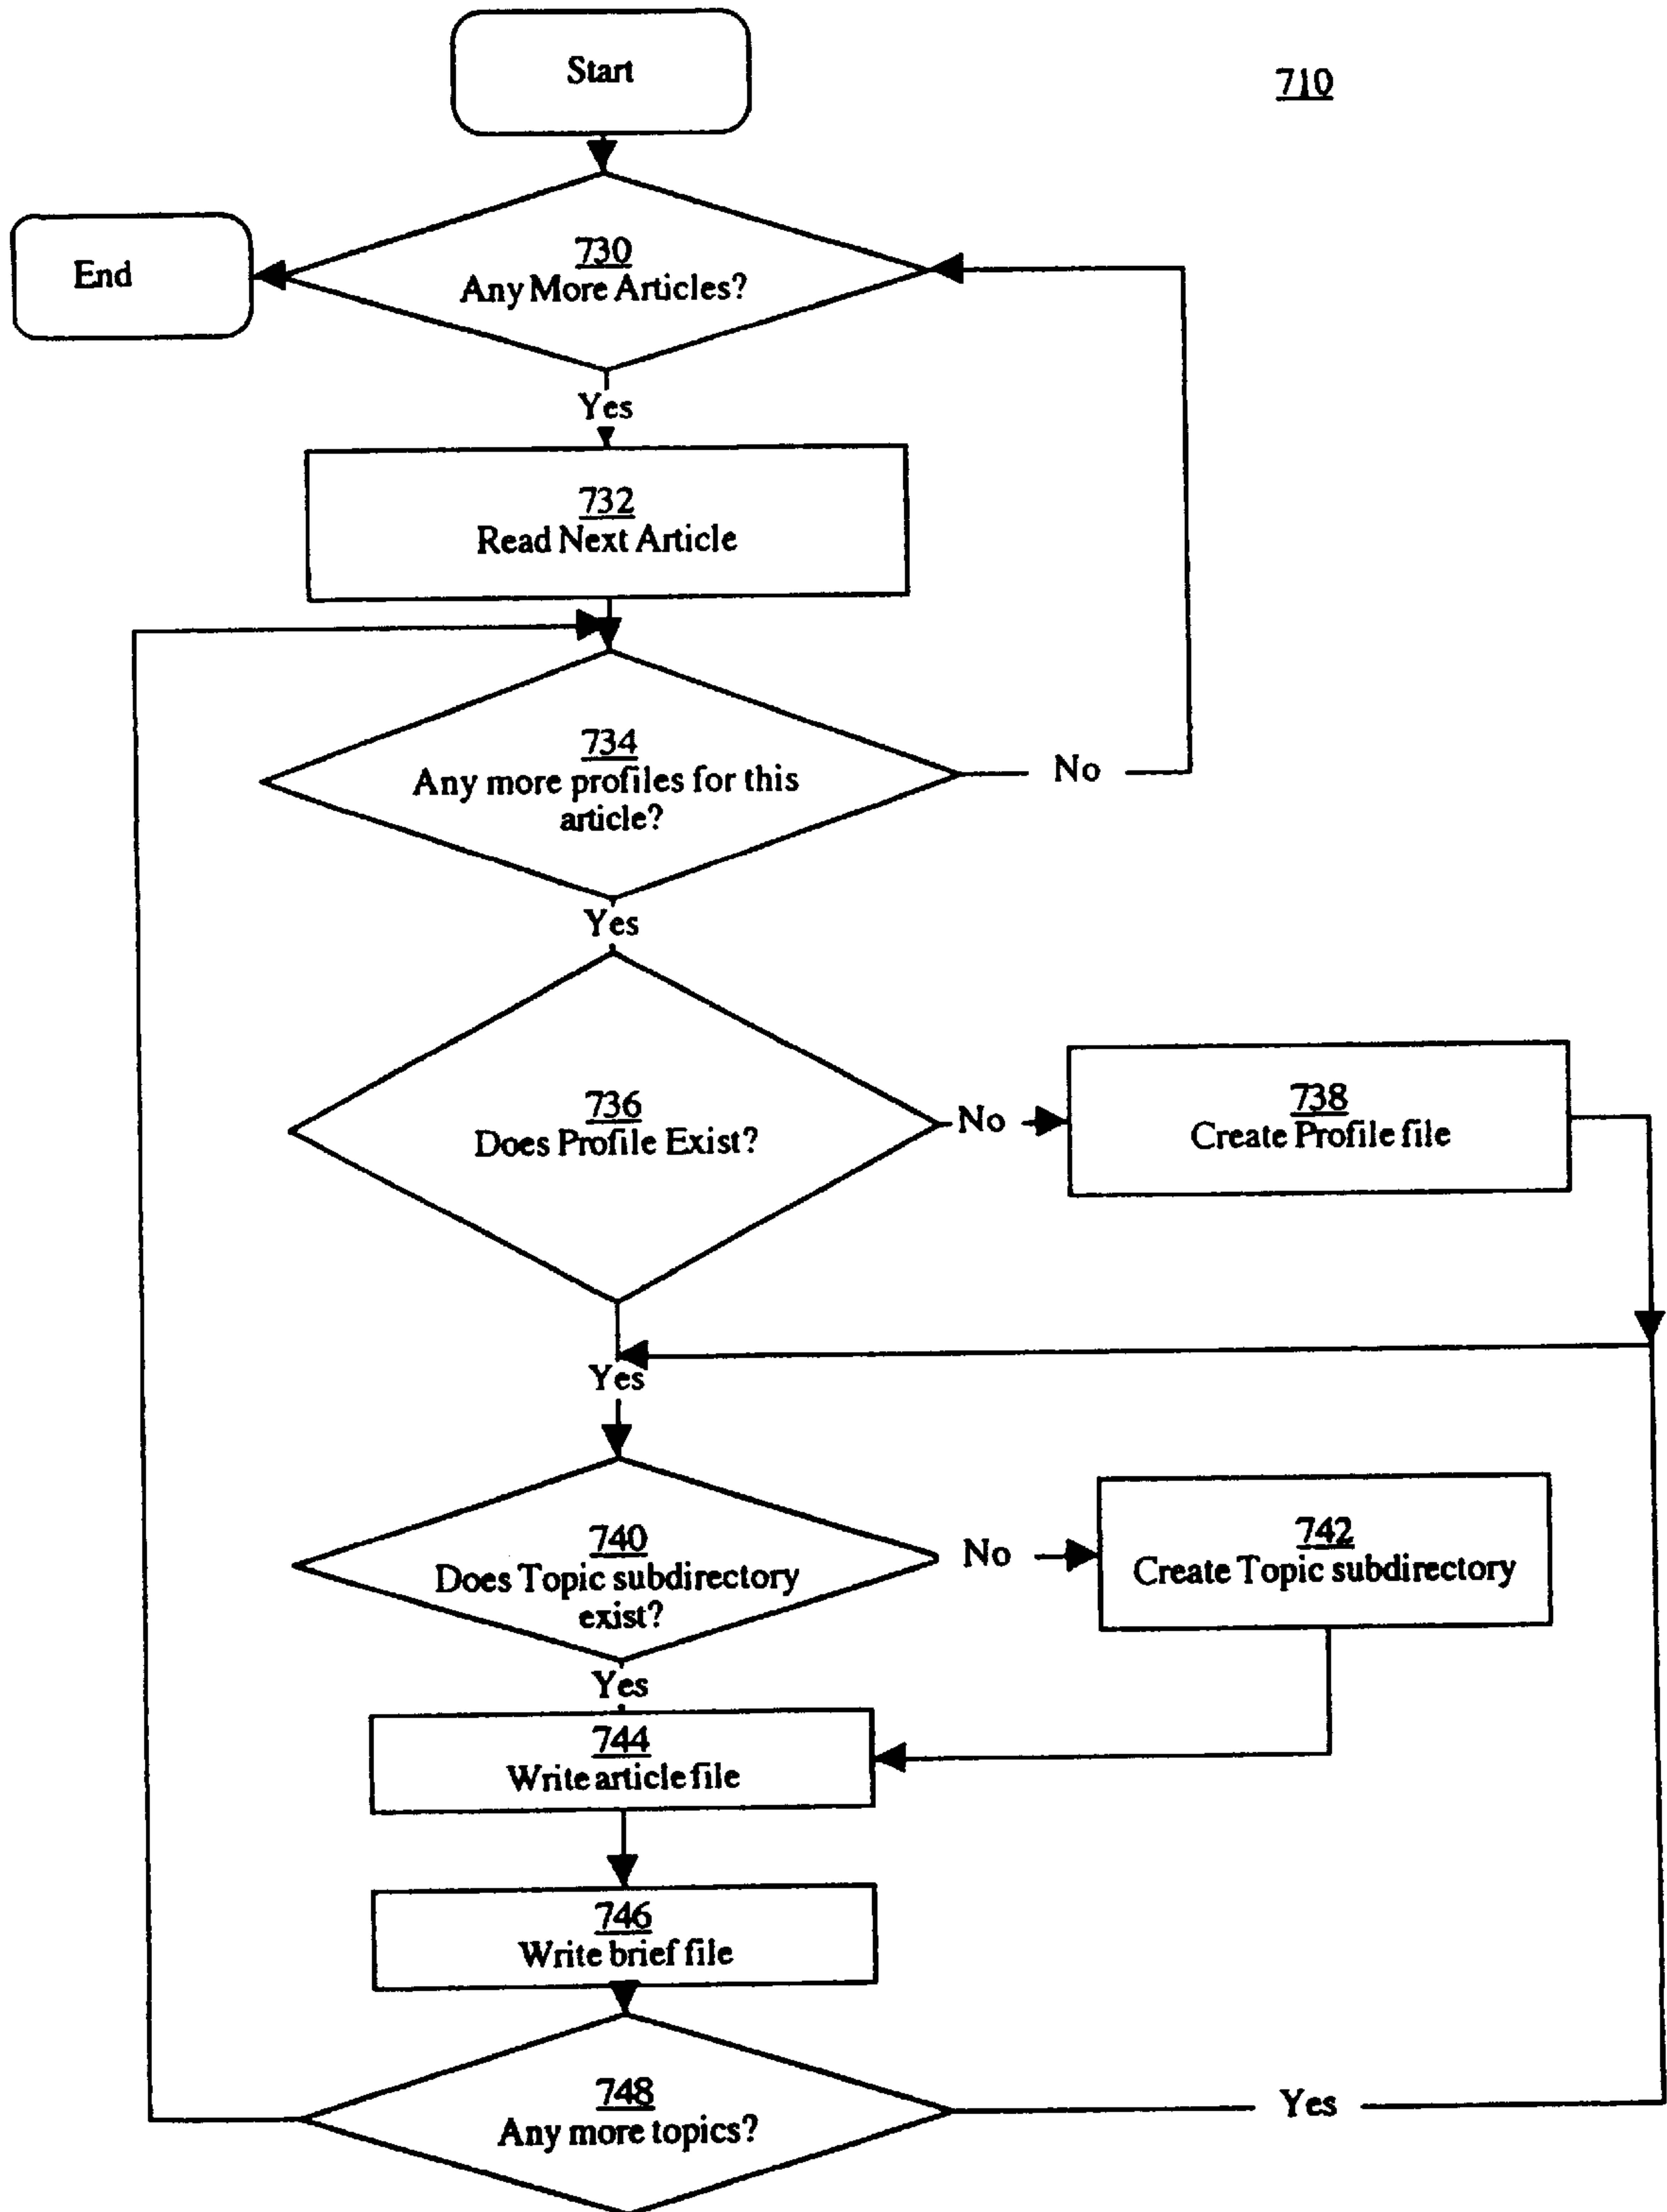 Start
710
End
730
Any More Articles?
Yes
732
Read Next Article
734
Any more profiles for this
article?
No
Yes
736
Does Profile Exist?
No
738
Create Profile file
Yes
740
Does Topic subdirectory
exist?
No
742
Create Topic subdirectory
Yes
744
Write article file
746
Write brief file
748
Any more topics?
Yes